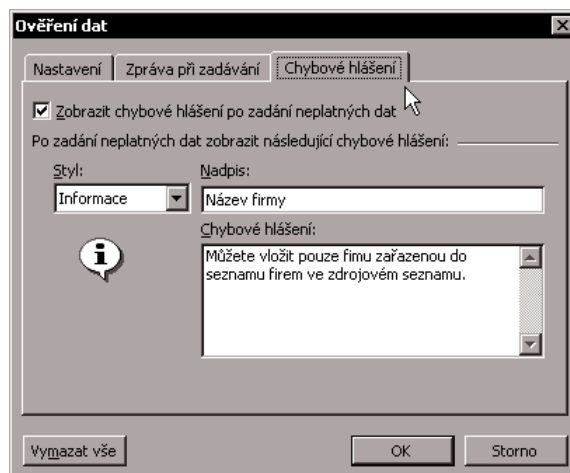 Ověření dat
Nastavení Zpráva při zadávání Chybové hlášení
Zobrazit chybové hlášení po zadání neplatných dat
Po zadání neplatných dat zobrazit následující chybové hlášení:
Styl: Nadpis:
Informace Název firmy
Chybové hlášení:
Můžete vložit pouze fimu zařazenou do
seznamu firem ve zdrojovém seznamu.
Vymazat vše OK Storno